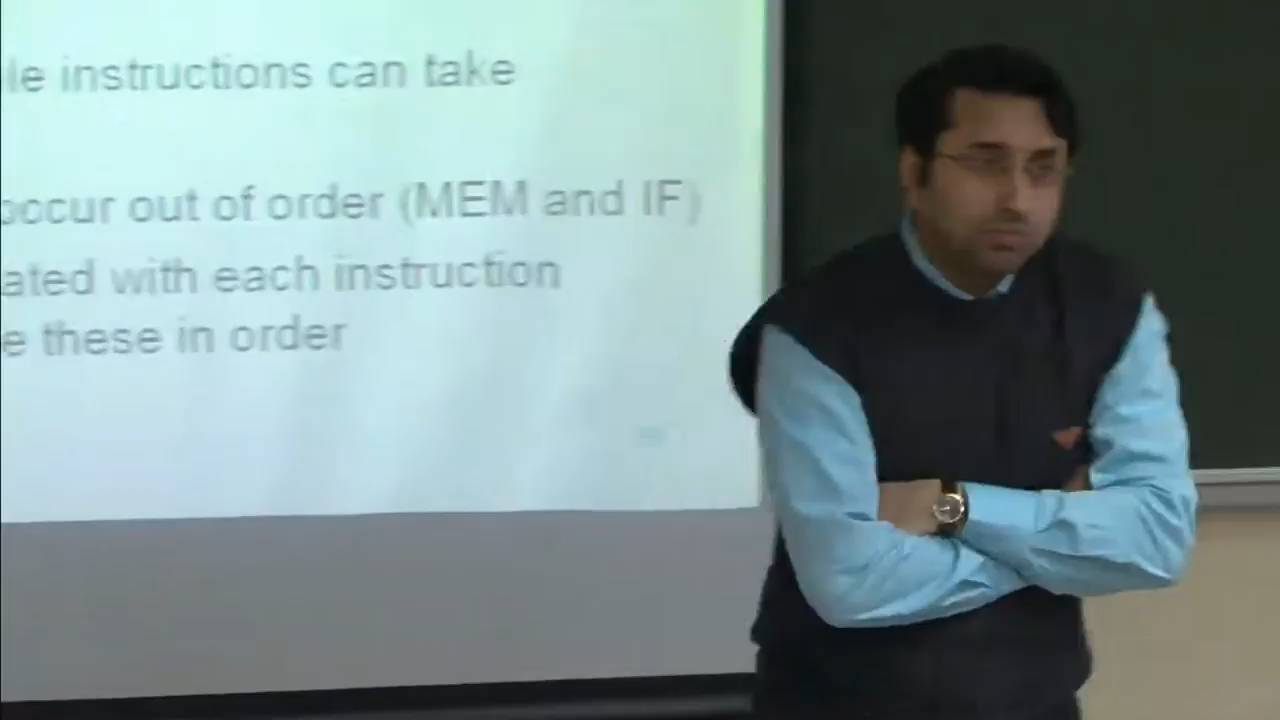 le instructions can take
occur out of order (MEM and IF)
ated with each instruction
e these in order